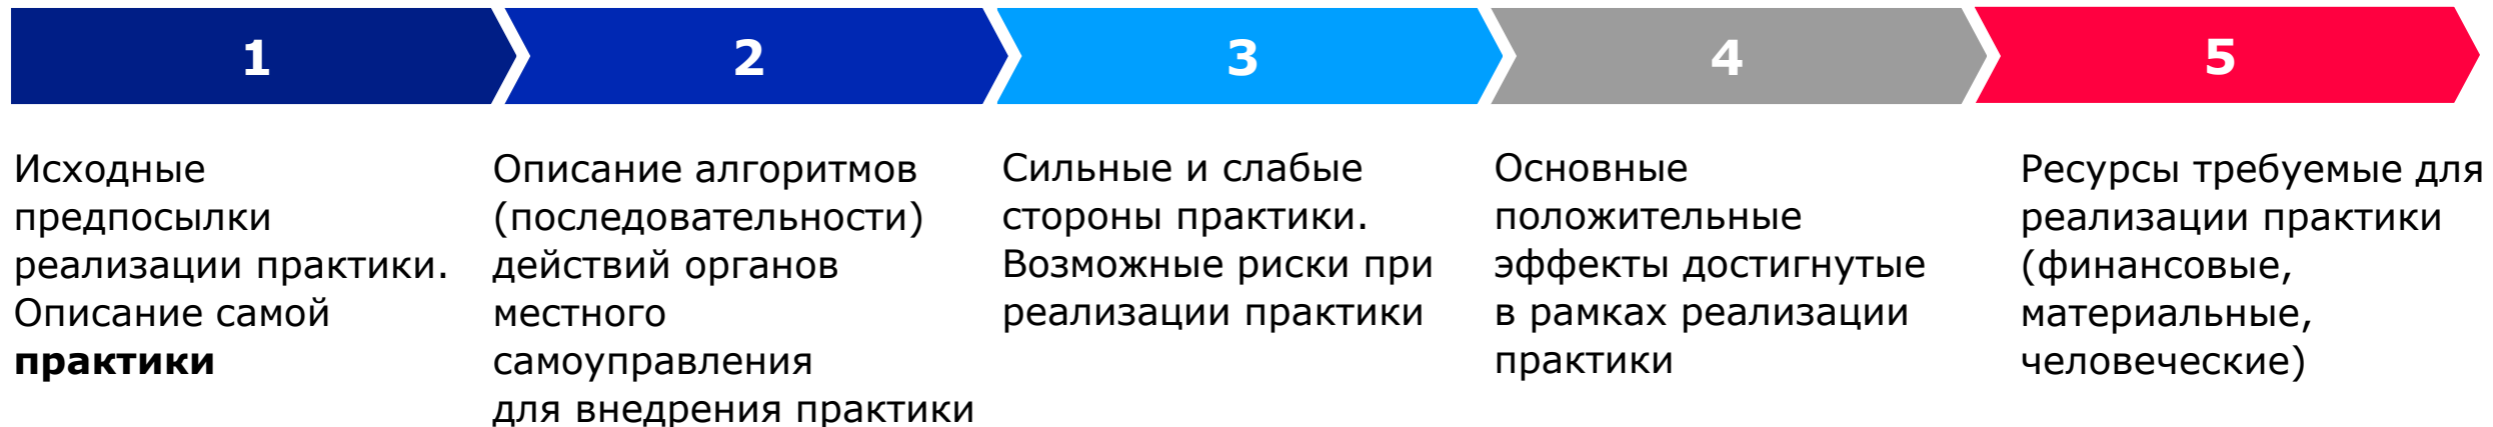 1
2
3
4
5
Исходные
предпосылки
реализации практики.
Описание самой
практики
Описание алгоритмов
(последовательности)
действий органов
местного
самоуправления
для внедрения практики
Сильные и слабые
стороны практики.
Возможные риски при
реализации практики
Основные
положительные
эффекты достигнутые
в рамках реализации
практики
Ресурсы требуемые для
реализации практики
(финансовые,
материальные,
человеческие)